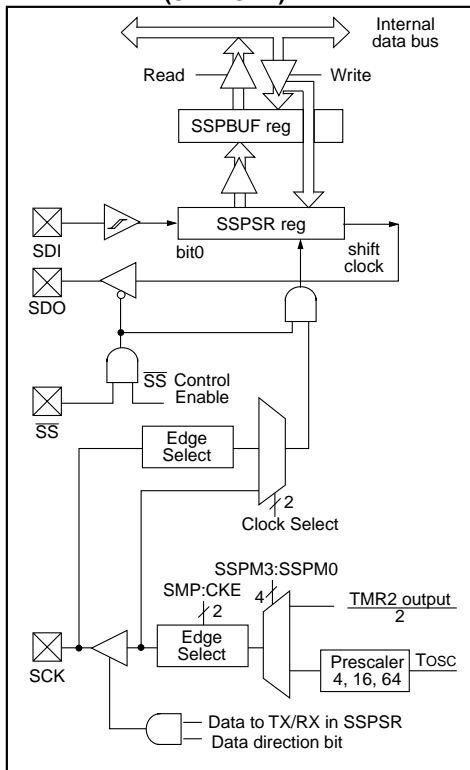 Internal
data bus
Read
Write
SSPBUF reg
SSPSR reg
SDI
bit0
shift
clock
SDO
SS Control
Enable
SS
Edge
Select
2
Clock Select
SSPM3:SSPM0
SMP:CKE
4
TMR2 output
2
2
Edge
Select
SCK
Prescaler
4, 16, 64
TOSC
Data to TX/RX in SSPSR
Data direction bit